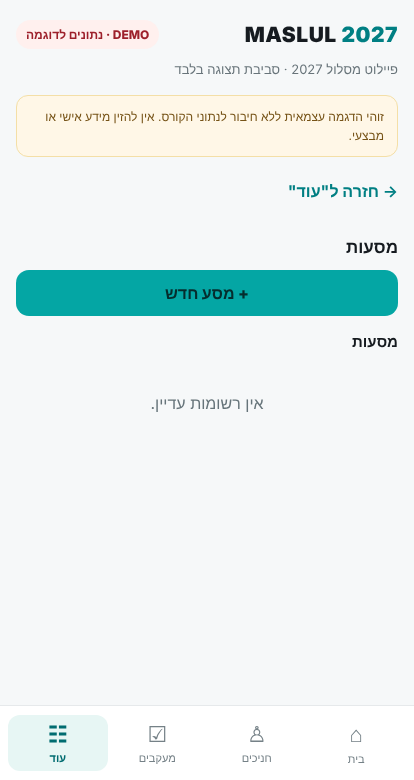 MASLUL 2027
DEMO · נתונים לדוגמה
פיילוט מסלול 2027 · סביבת תצוגה בלבד
זוהי הדגמה עצמאית ללא חיבור לנתוני הקורס. אין להזין מידע אישי או
מבצעי.
→ חזרה ל"עוד"
מסעות
+ מסע חדש
מסעות
אין רשומות עדיין.
בית
חניכים
מעקבים
עוד